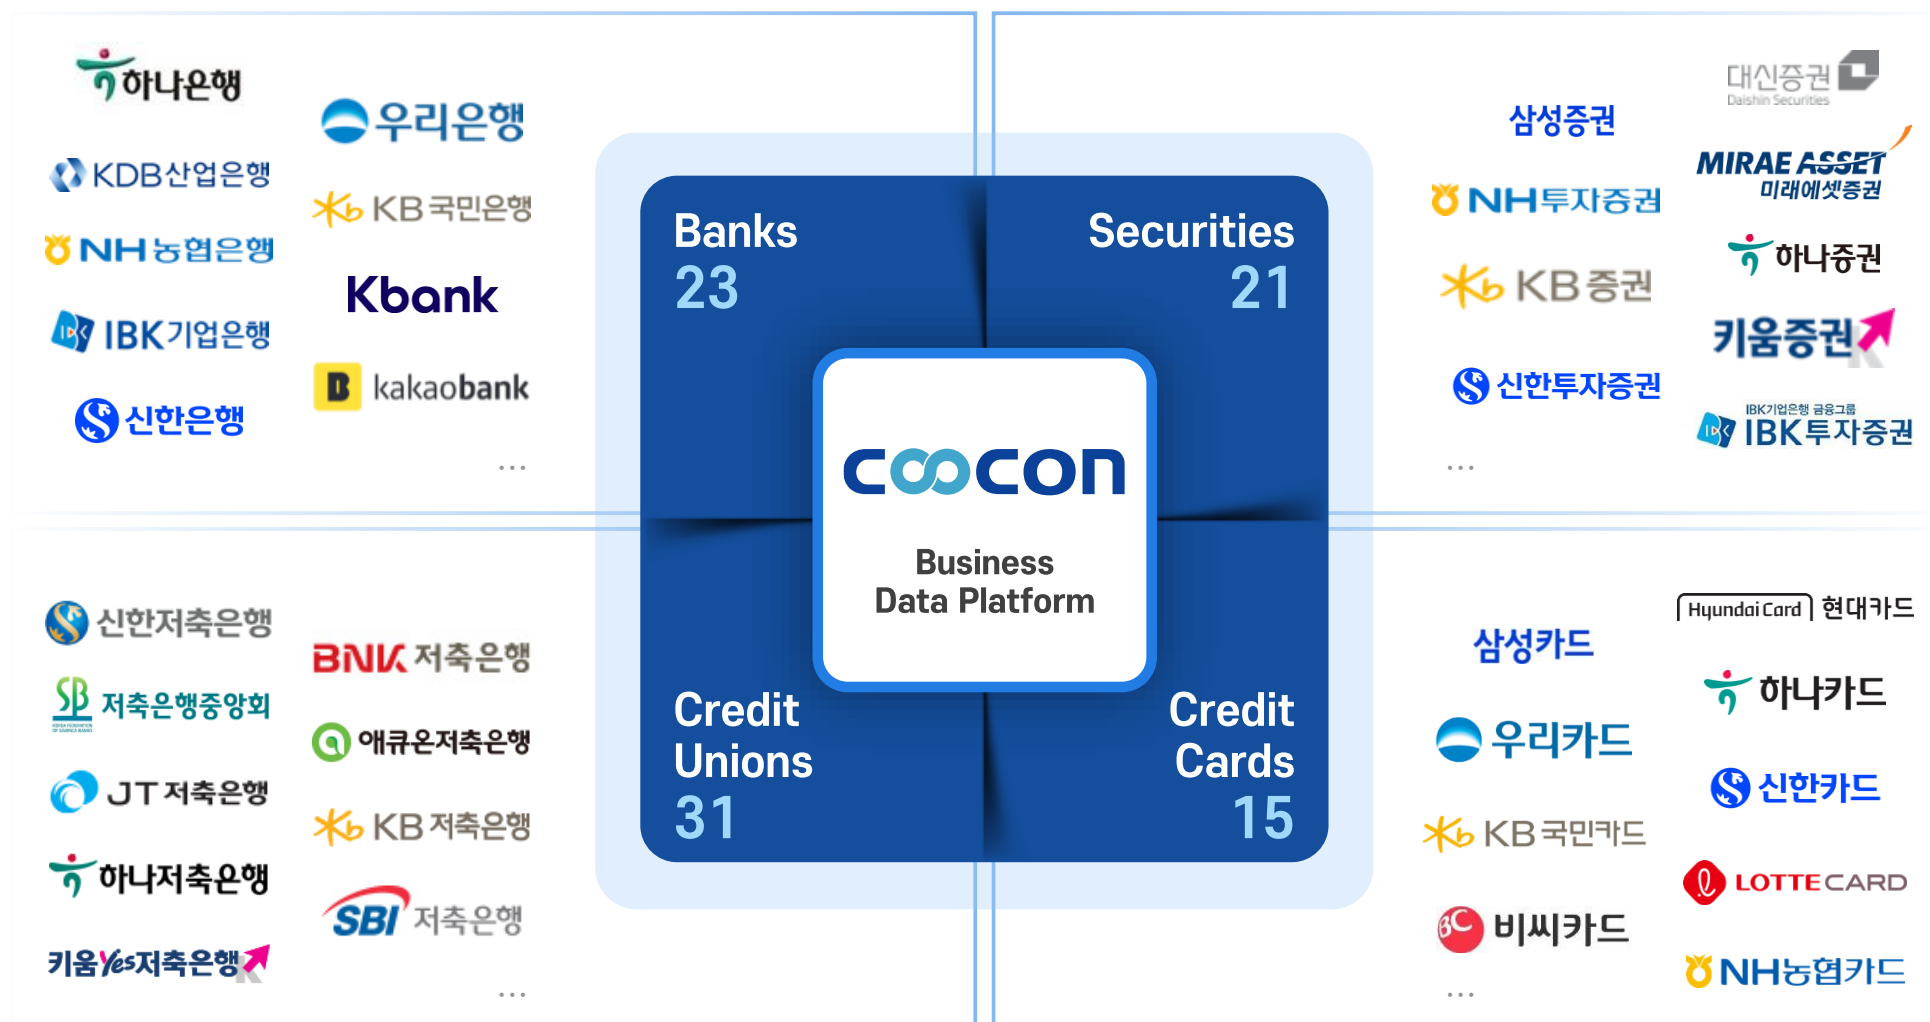 하나은행
KDB산업은행
NH농협은행
IBK기업은행
신한은행
우리은행
KB국민은행
Kbank
kakaobank
...
Banks
23
Securities
21
삼성증권
NH투자증권
KB증권
신한투자증권
...
대신증권
Daishin Securities
MIRAE ASSET
미래에셋증권
하나증권
키움증권
IBK기업은행 금융그룹
IBK투자증권
coocon
Business
Data Platform
신한저축은행
SB
저축은행중앙회
JT저축은행
하나저축은행
키움Yes저축은행
BNK 저축은행
애큐온저축은행
KB저축은행
SBI 저축은행
...
Credit
Unions
31
Credit
Cards
15
삼성카드
우리카드
KB국민카드
BC 비씨카드
...
Hyundai Card 현대카드
하나카드
신한카드
LOTTE CARD
NH농협카드